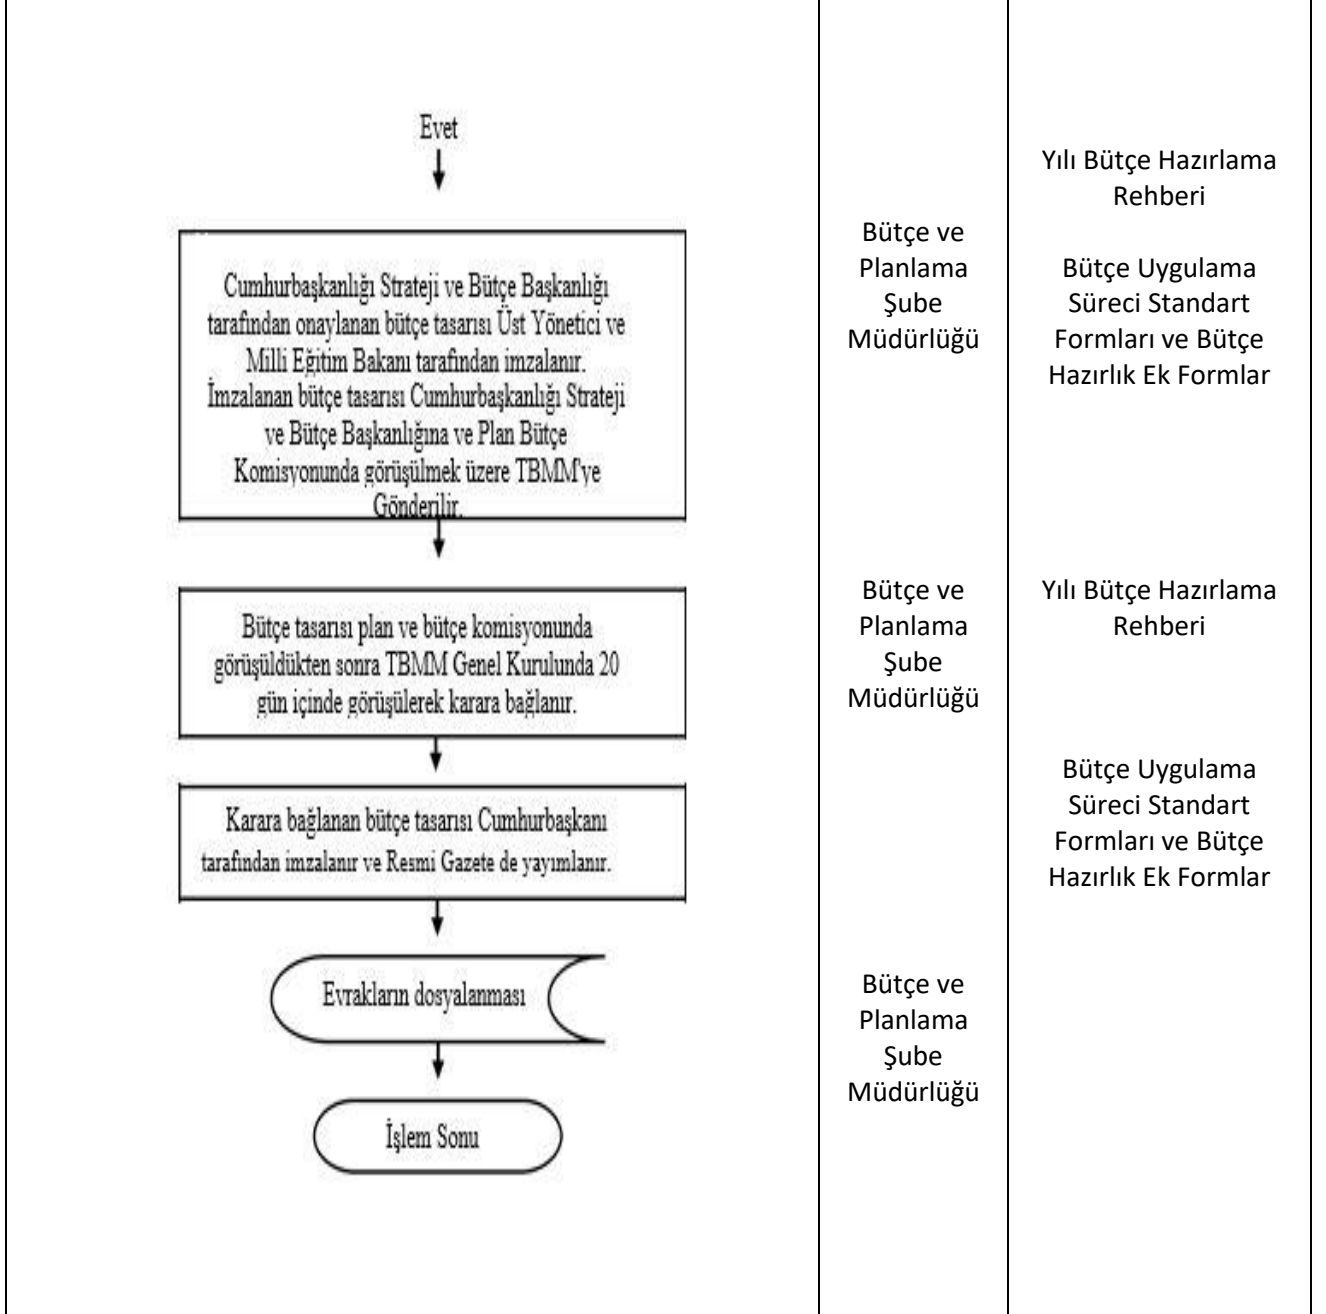 Evet
Cumhurbaşkanlığı Strateji ve Bütçe Başkanlığı
tarafından onaylanan bütçe tasarısı Üst Yönetici ve
Milli Eğitim Bakanı tarafından imzalanır.
İmzalanan bütçe tasarısı Cumhurbaşkanlığı Strateji
ve Bütçe Başkanlığına ve Plan Bütçe
Komisyonunda görüşülmek üzere TBMM'ye
Gönderilir.
Bütçe tasarısı plan ve bütçe komisyonunda
görüşüldükten sonra TBMM Genel Kurulunda 20
gün içinde görüşülerek karara bağlanır.
Karara bağlanan bütçe tasarısı Cumhurbaşkanı
tarafından imzalanır ve Resmi Gazete de yayımlanır.
Evrakların dosyalanması
İşlem Sonu
Bütçe ve
Planlama
Şube
Müdürlüğü
Bütçe ve
Planlama
Şube
Müdürlüğü
Bütçe ve
Planlama
Şube
Müdürlüğü
Yılı Bütçe Hazırlama
Rehberi
Bütçe Uygulama
Süreci Standart
Formları ve Bütçe
Hazırlık Ek Formlar
Yılı Bütçe Hazırlama
Rehberi
Bütçe Uygulama
Süreci Standart
Formları ve Bütçe
Hazırlık Ek Formlar